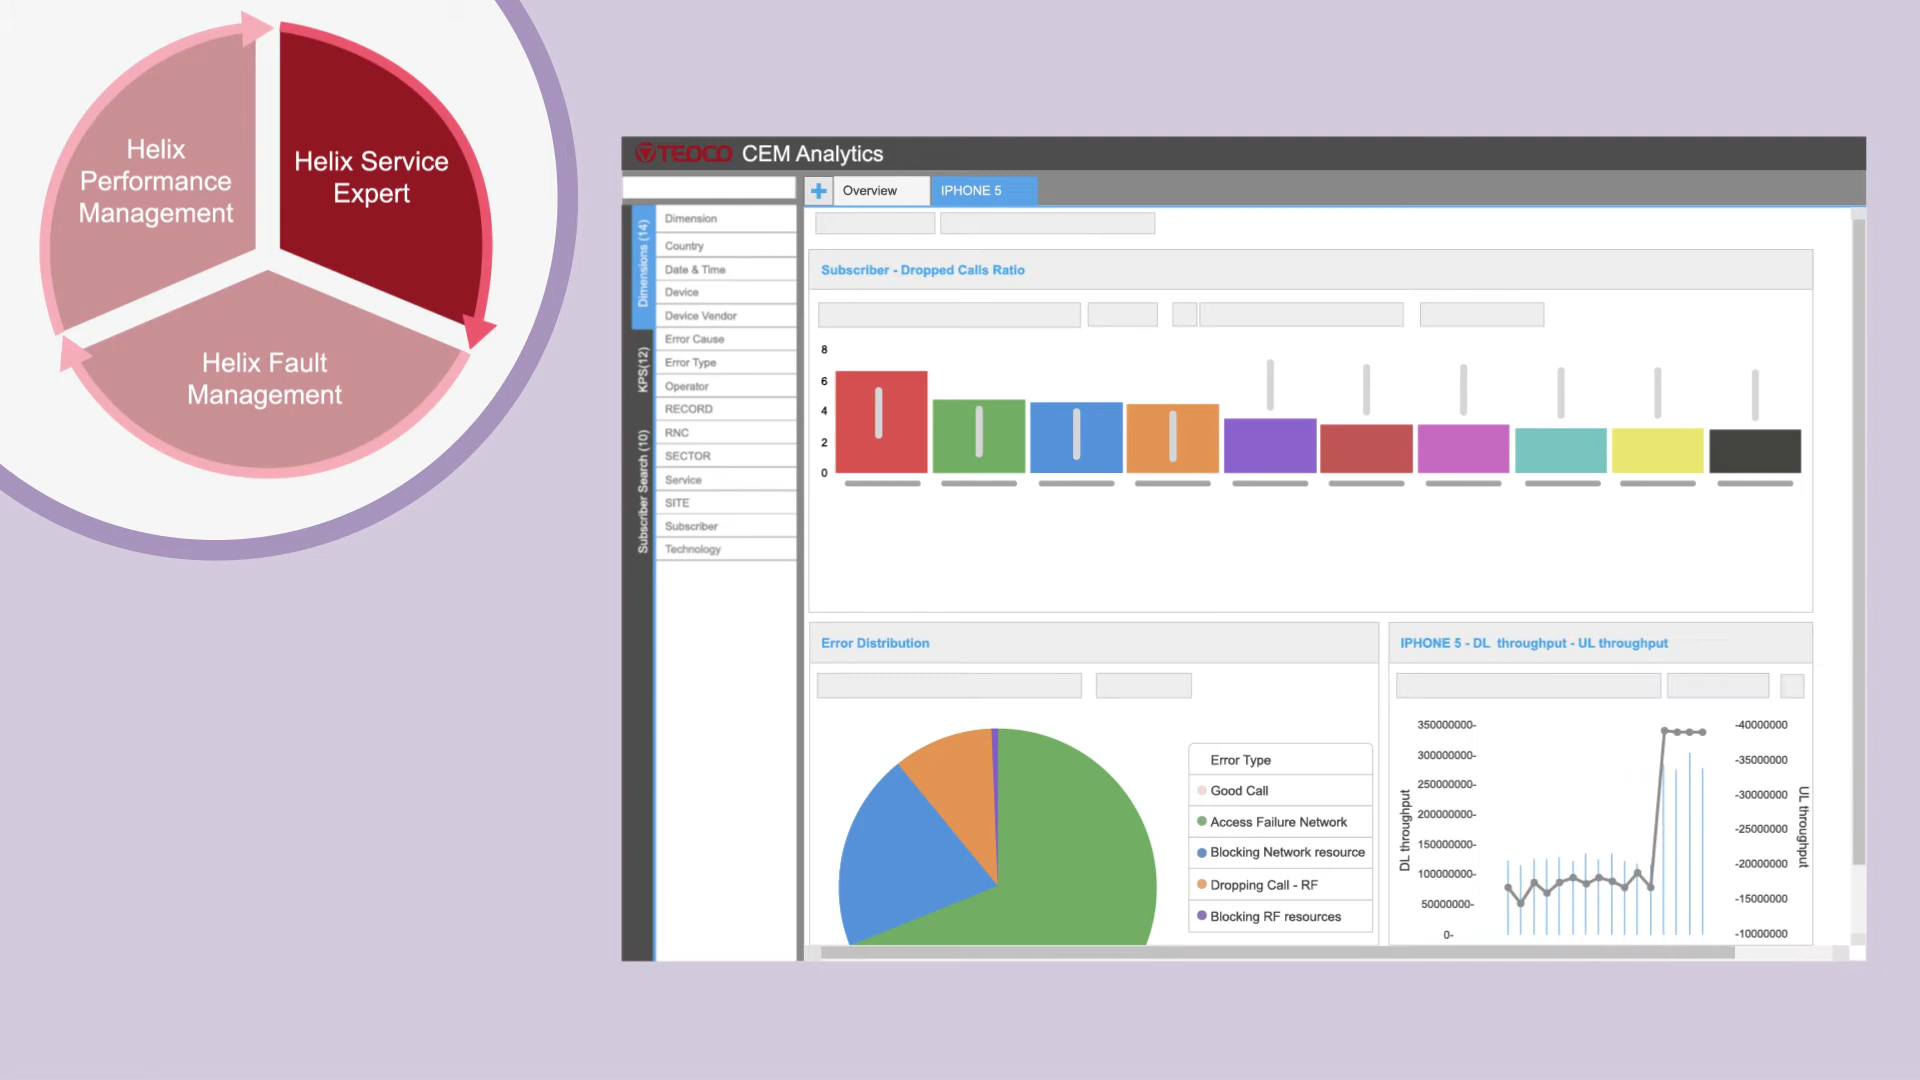 Helix
Performance
Management
Helix Service
Expert
Helix Fault
Management
TEOCO CEM Analytics
Overview
IPHONE 5
Dimensions (14)
KPS(12)
Subscriber Search (10)
Dimension
Country
Date & Time
Device
Device Vendor
Error Cause
Error Type
Operator
RECORD
RNC
SECTOR
Service
SITE
Subscriber
Technology
Subscriber - Dropped Calls Ratio
8
6
4
2
0
Error Distribution
Error Type
Good Call
Access Failure Network
Blocking Network resource
Dropping Call - RF
Blocking RF resources
IPHONE 5 - DL throughput - UL throughput
DL throughput
350000000-
300000000-
250000000-
200000000-
150000000-
100000000-
50000000-
0-
-40000000
-35000000
-30000000
-25000000
-20000000
-15000000
-10000000
UL throughput